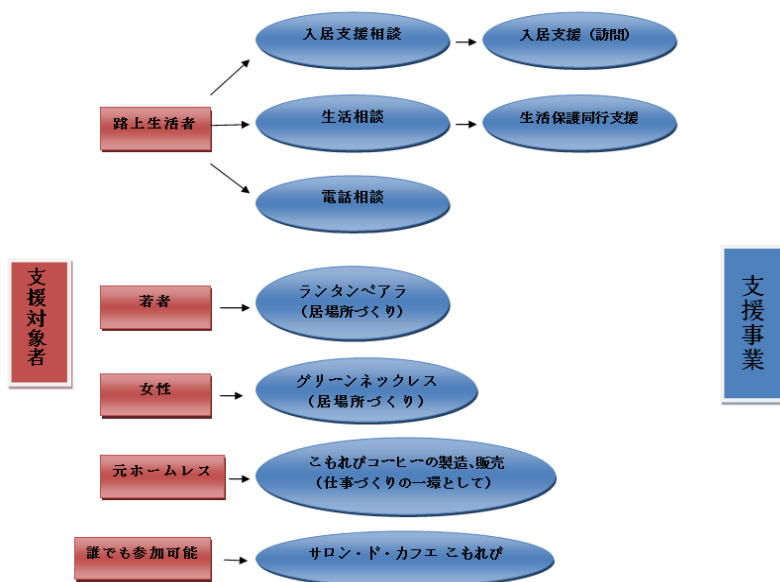 入居支援相談
入居支援（訪問）
路上生活者
生活相談
生活保護同行支援
電話相談
支援対象者
支援事業
若者
ランタンベアラ
（居場所づくり）
女性
グリーンネックレス
（居場所づくり）
元ホームレス
こもれびコーヒーの製造、販売
（仕事づくりの一環として）
誰でも参加可能
サロン・ド・カフエ こもれび